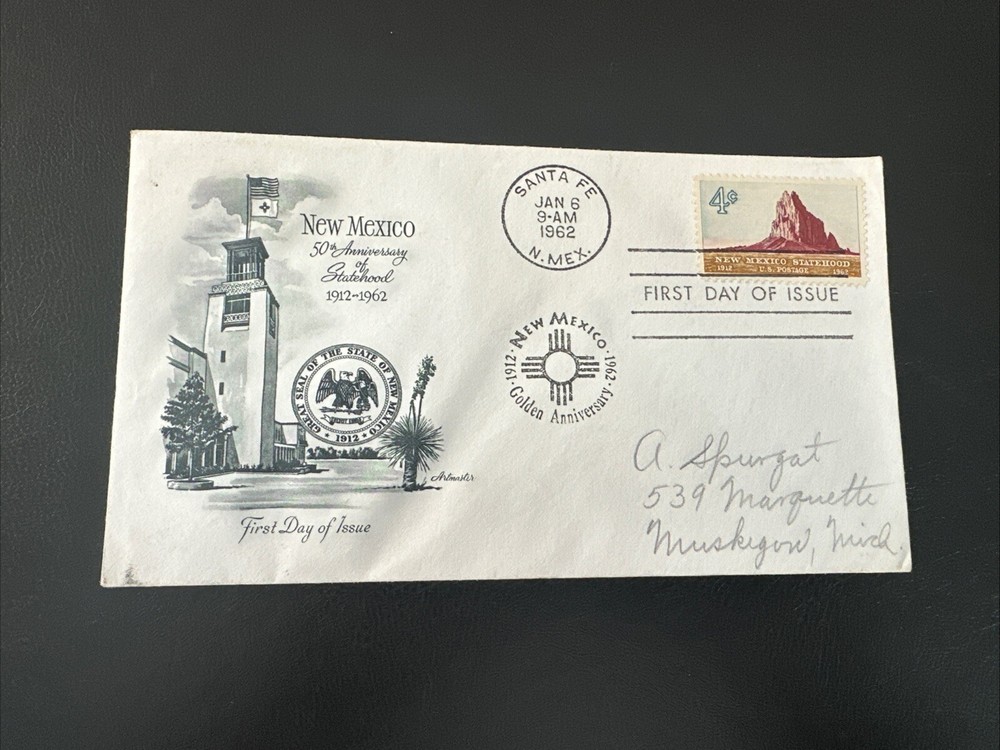 New Mexico
50th Anniversary
of
Statehood
1912-1962
GREAT SEAL OF THE STATE OF NEW MEXICO
1912
Artmaster
First Day of Issue
SANTA FE
JAN 6
9-AM
1962
N. MEX.
4¢
NEW MEXICO STATEHOOD
1912 U.S. POSTAGE 1962
FIRST DAY OF ISSUE
1912 · NEW MEXICO · 1962
Golden Anniversary
A. Spurgat
539 Marquette
Muskegon, Mich.